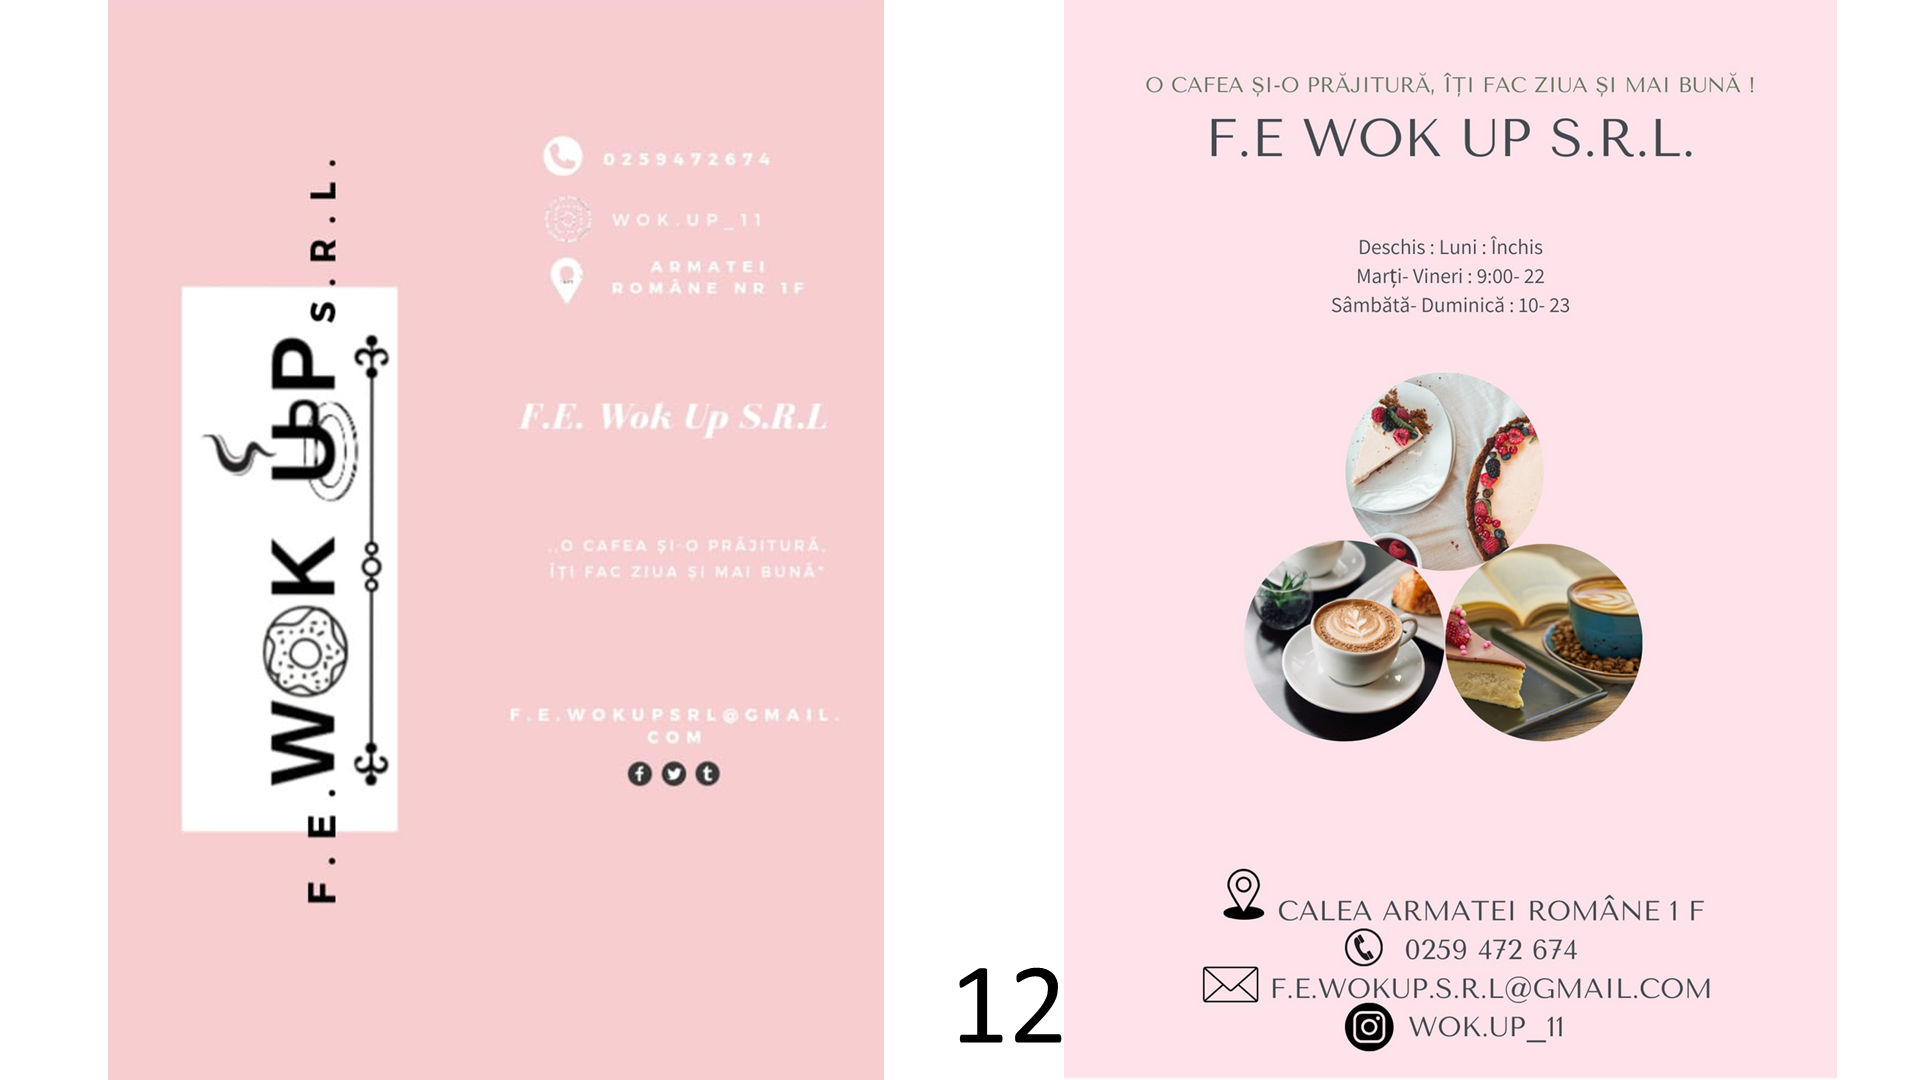 F.E. WOK UP S.R.L.
0259472674
WOK.UP_11
ARMATEI
ROMÂNE NR 1F
F.E. Wok Up S.R.L
,,O CAFEA ȘI-O PRĂJITURĂ,
ÎȚI FAC ZIUA ȘI MAI BUNĂ"
F.E.WOKUPSRL@GMAIL.
COM
12
O CAFEA ȘI-O PRĂJITURĂ, ÎȚI FAC ZIUA ȘI MAI BUNĂ !
F.E WOK UP S.R.L.
Deschis : Luni : Închis
Marți- Vineri : 9:00- 22
Sâmbătă- Duminică : 10- 23
CALEA ARMATEI ROMÂNE 1 F
0259 472 674
F.E.WOKUP.S.R.L@GMAIL.COM
WOK.UP_11